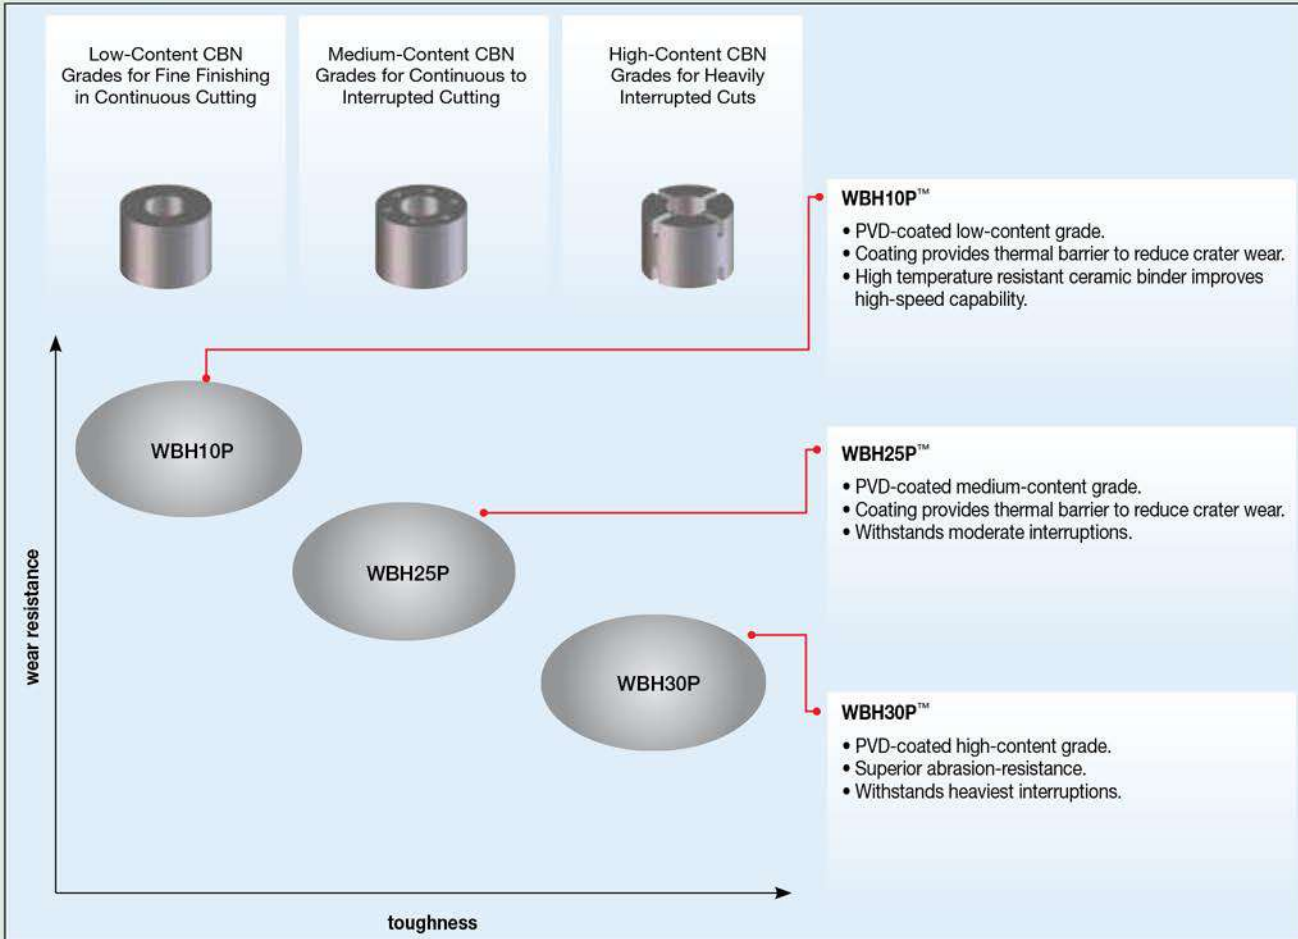 Low-Content CBN
Grades for Fine Finishing
in Continuous Cutting
Medium-Content CBN
Grades for Continuous to
Interrupted Cutting
High-Content CBN
Grades for Heavily
Interrupted Cuts
WBH10P™
• PVD-coated low-content grade.
• Coating provides thermal barrier to reduce crater wear.
• High temperature resistant ceramic binder improves
high-speed capability.
WBH10P
WBH25P™
• PVD-coated medium-content grade.
• Coating provides thermal barrier to reduce crater wear.
• Withstands moderate interruptions.
WBH25P
WBH30P
WBH30P™
• PVD-coated high-content grade.
• Superior abrasion-resistance.
• Withstands heaviest interruptions.
wear resistance
toughness